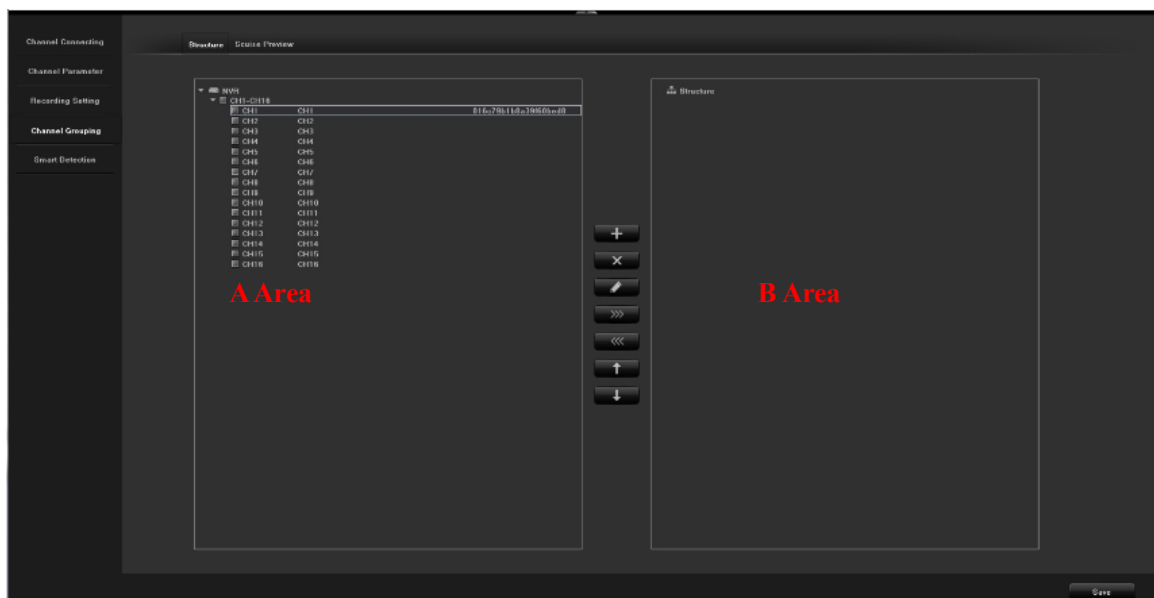 Channel Connecting
Channel Parameter
Recording Setting
Channel Grouping
Smart Detection
Structure Cruise Preview
NVR
CH1-CH16
CH1 CH1
CH2 CH2
CH3 CH3
CH4 CH4
CH5 CH5
CH6 CH6
CH7 CH7
CH8 CH8
CH9 CH9
CH10 CH10
CH11 CH11
CH12 CH12
CH13 CH13
CH14 CH14
CH15 CH15
CH16 CH16
A Area
Structure
B Area
Save